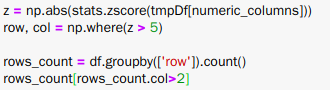 z = np.abs(stats.zscore(tmpDf[numeric_columns]))
row, col = np.where(z > 5)
rows_count = df.groupby(['row']).count()
rows_count[rows_count.col>2]